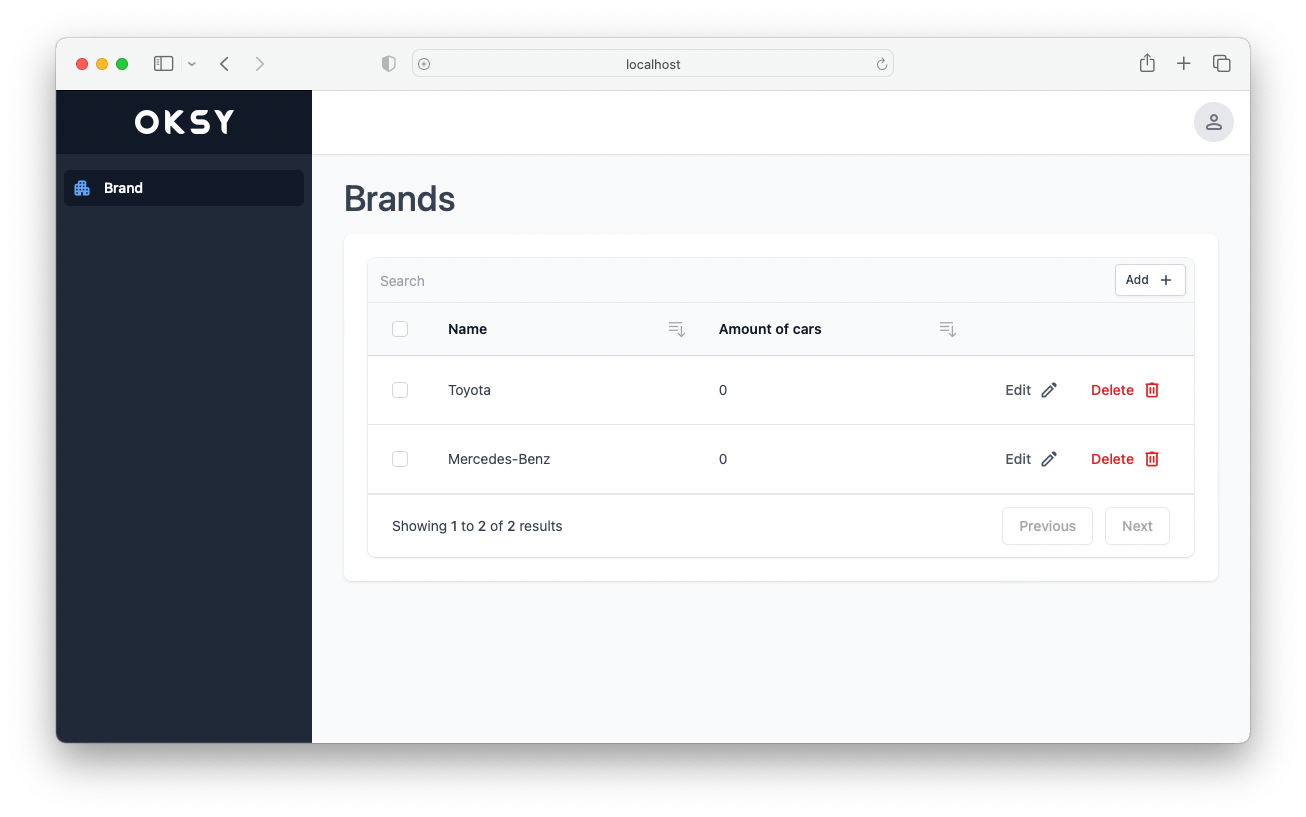 localhost
OKSY
Brand
Brands
Search Add
Name Amount of cars
Toyota 0 Edit Delete
Mercedes-Benz 0 Edit Delete
Showing 1 to 2 of 2 results Previous Next